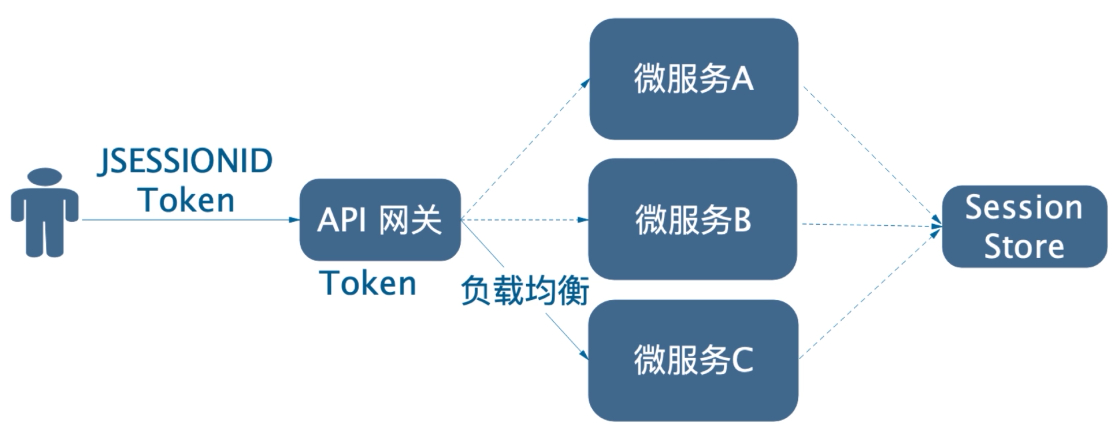 JSESSIONID
Token
API 网关
Token
负载均衡
微服务A
微服务B
微服务C
Session
Store